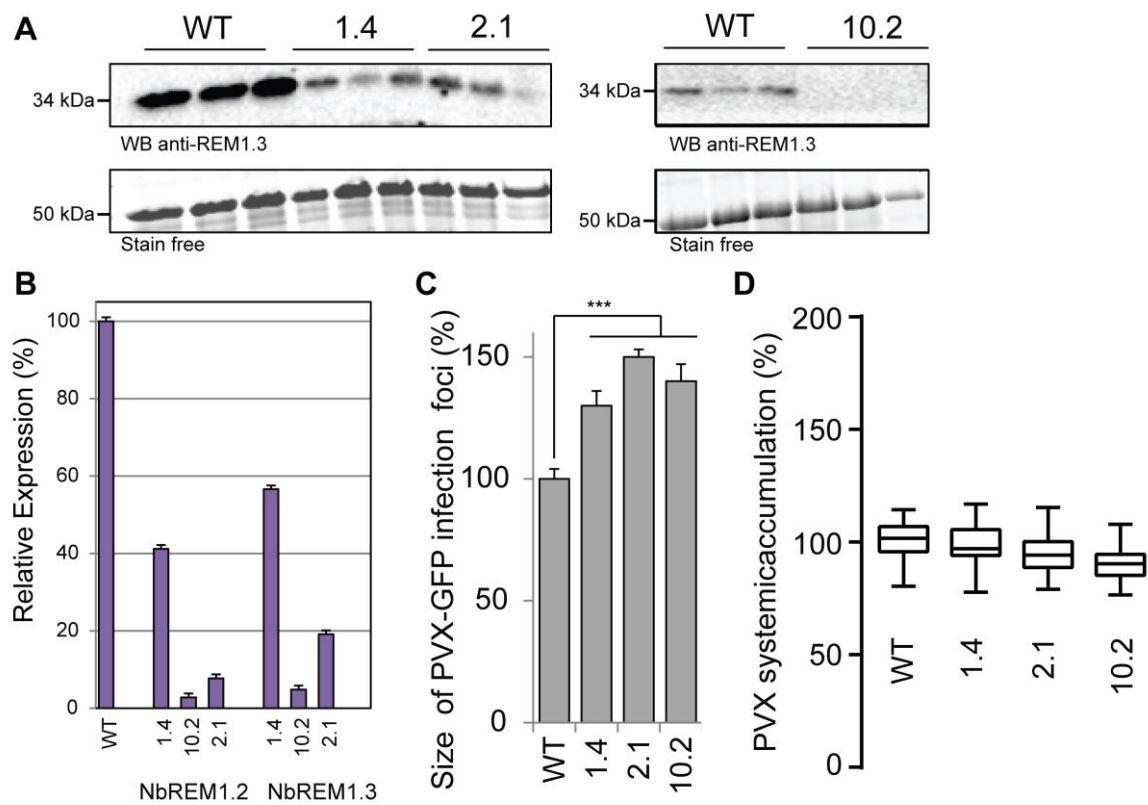 A
WT 1.4 2.1
34 kDa
WB anti-REM1.3
50 kDa
Stain free
WT 10.2
34 kDa
WB anti-REM1.3
50 kDa
Stain free
B
Relative Expression (%)
100
80
60
40
20
0
WT 1.4 10.2 2.1 1.4 10.2 2.1
NbREM1.2 NbREM1.3
C
Size of PVX-GFP infection foci (%)
***
150
100
50
0
WT 1.4 2.1 10.2
D
PVX systemicaccumulation (%)
200
150
100
50
0
WT 1.4 2.1 10.2